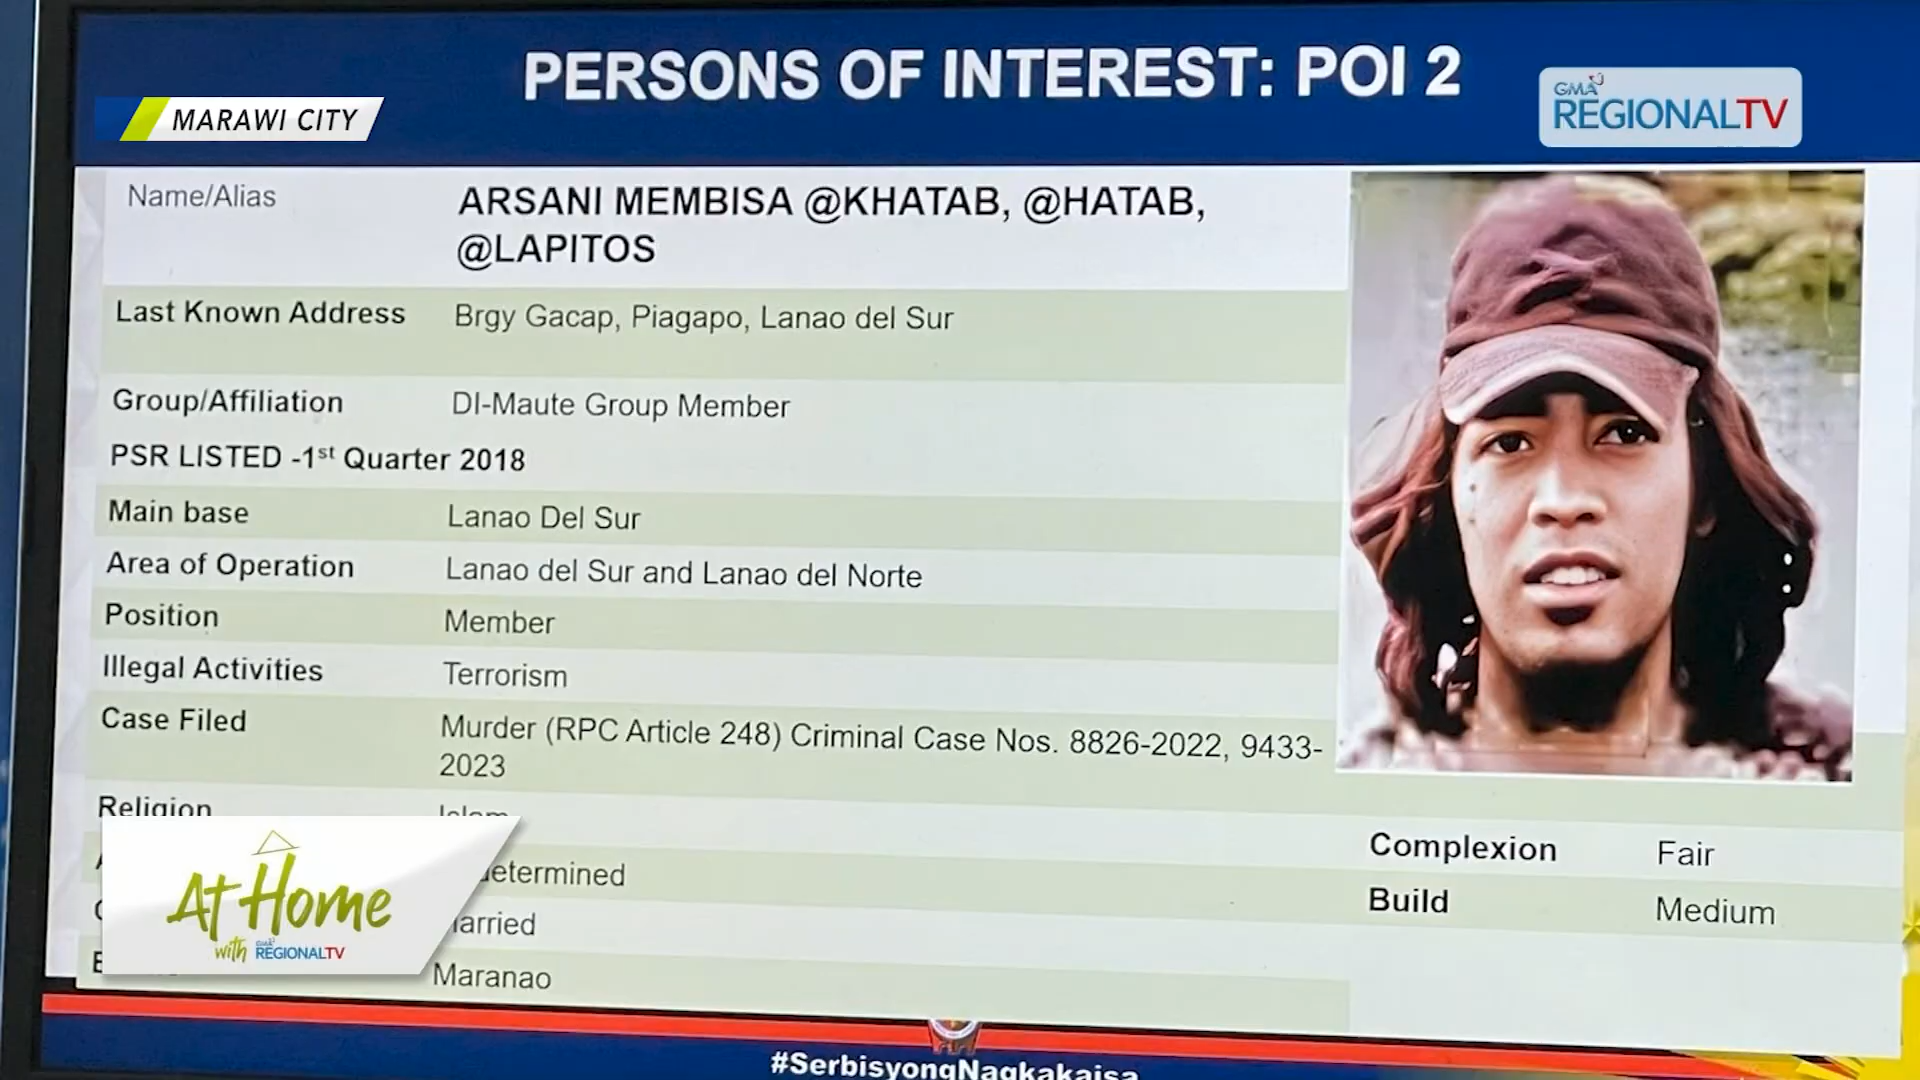 PERSONS OF INTEREST: POI 2
MARAWI CITY
GMA
REGIONALTV
Name/Alias
ARSANI MEMBISA @KHATAB, @HATAB,
@LAPITOS
Last Known Address
Brgy Gacap, Piagapo, Lanao del Sur
Group/Affiliation
DI-Maute Group Member
PSR LISTED -1st Quarter 2018
Main base
Lanao Del Sur
Area of Operation
Lanao del Sur and Lanao del Norte
Position
Member
Illegal Activities
Terrorism
Case Filed
Murder (RPC Article 248) Criminal Case Nos. 8826-2022, 9433-
2023
Religion
Islam
Complexion
Fair
Build
Medium
Maranao
At Home
with GMA REGIONALTV
#SerbisyongNagkakaisa